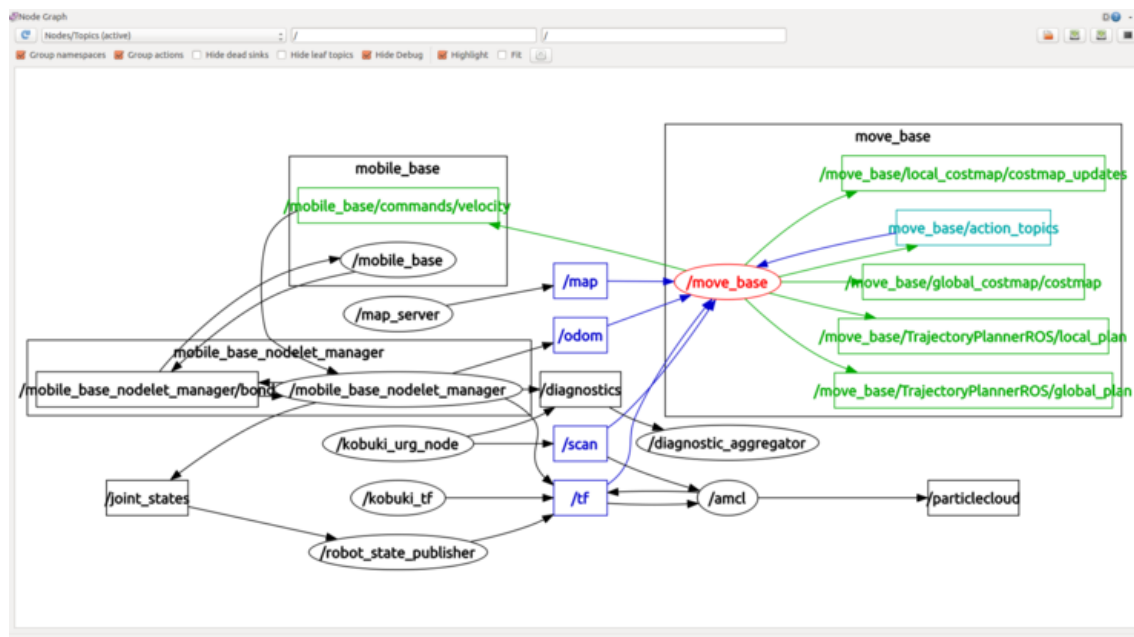 Node Graph
D
Nodes/Topics (active)
/
/
Group namespaces
Group actions
Hide dead sinks
Hide leaf topics
Hide Debug
Highlight
Fit
move_base
mobile_base
/move_base/local_costmap/costmap_updates
/mobile_base/commands/velocity
move_base/action_topics
/mobile_base
/map
/move_base
/move_base/global_costmap/costmap
/map_server
/odom
/move_base/TrajectoryPlannerROS/local_plan
mobile_base_nodelet_manager
/mobile_base_nodelet_manager/bond
/mobile_base_nodelet_manager
/diagnostics
/move_base/TrajectoryPlannerROS/global_plan
/kobuki_urg_node
/scan
/diagnostic_aggregator
/joint_states
/kobuki_tf
/tf
/amcl
/particlecloud
/robot_state_publisher